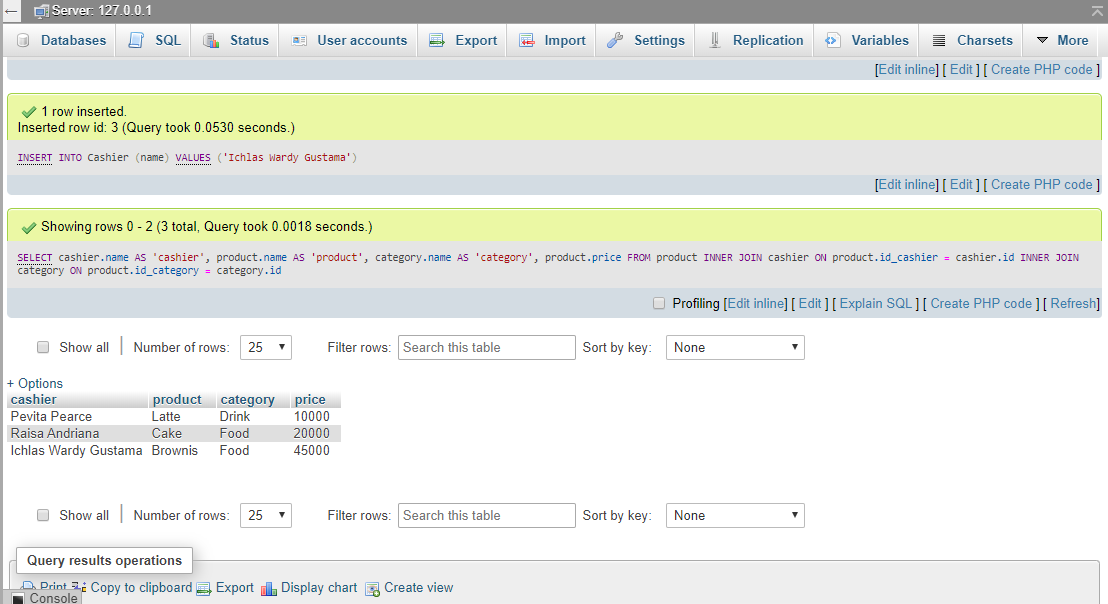 Server: 127.0.0.1
Databases SQL Status User accounts Export Import Settings Replication Variables Charsets More
[Edit inline] [ Edit ] [ Create PHP code ]
1 row inserted.
Inserted row id: 3 (Query took 0.0530 seconds.)
INSERT INTO Cashier (name) VALUES ('Ichlas Wardy Gustama')
[Edit inline] [ Edit ] [ Create PHP code ]
Showing rows 0 - 2 (3 total, Query took 0.0018 seconds.)
SELECT cashier.name AS 'cashier', product.name AS 'product', category.name AS 'category', product.price FROM product INNER JOIN cashier ON product.id_cashier = cashier.id INNER JOIN
category ON product.id_category = category.id
Profiling [Edit inline] [ Edit ] [ Explain SQL ] [ Create PHP code ] [ Refresh]
Show all Number of rows: 25 Filter rows: Search this table Sort by key: None
+ Options
cashier product category price
Pevita Pearce Latte Drink 10000
Raisa Andriana Cake Food 20000
Ichlas Wardy Gustama Brownis Food 45000
Show all Number of rows: 25 Filter rows: Search this table Sort by key: None
Query results operations
Print Copy to clipboard Export Display chart Create view
Console